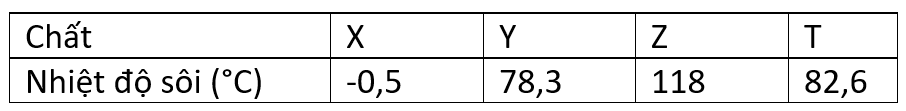 Chất X Y Z T
Nhiệt độ sôi (°C) -0,5 78,3 118 82,6